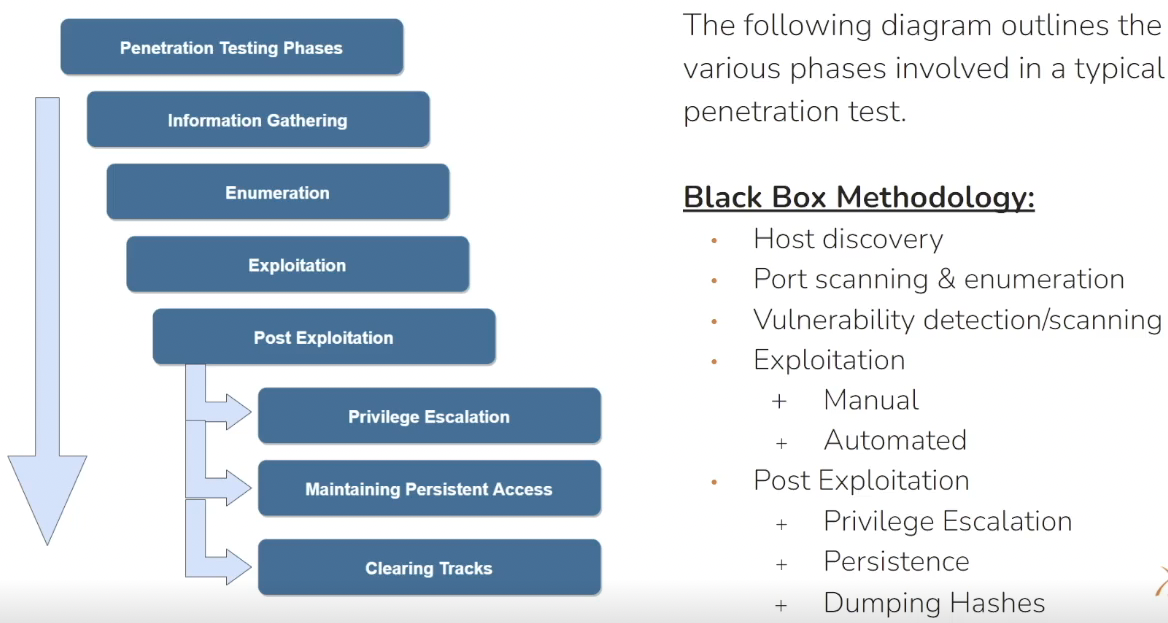 Penetration Testing Phases
Information Gathering
Enumeration
Exploitation
Post Exploitation
Privilege Escalation
Maintaining Persistent Access
Clearing Tracks
The following diagram outlines the
various phases involved in a typical
penetration test.
Black Box Methodology:
• Host discovery
• Port scanning & enumeration
• Vulnerability detection/scanning
• Exploitation
+ Manual
+ Automated
• Post Exploitation
+ Privilege Escalation
+ Persistence
+ Dumping Hashes